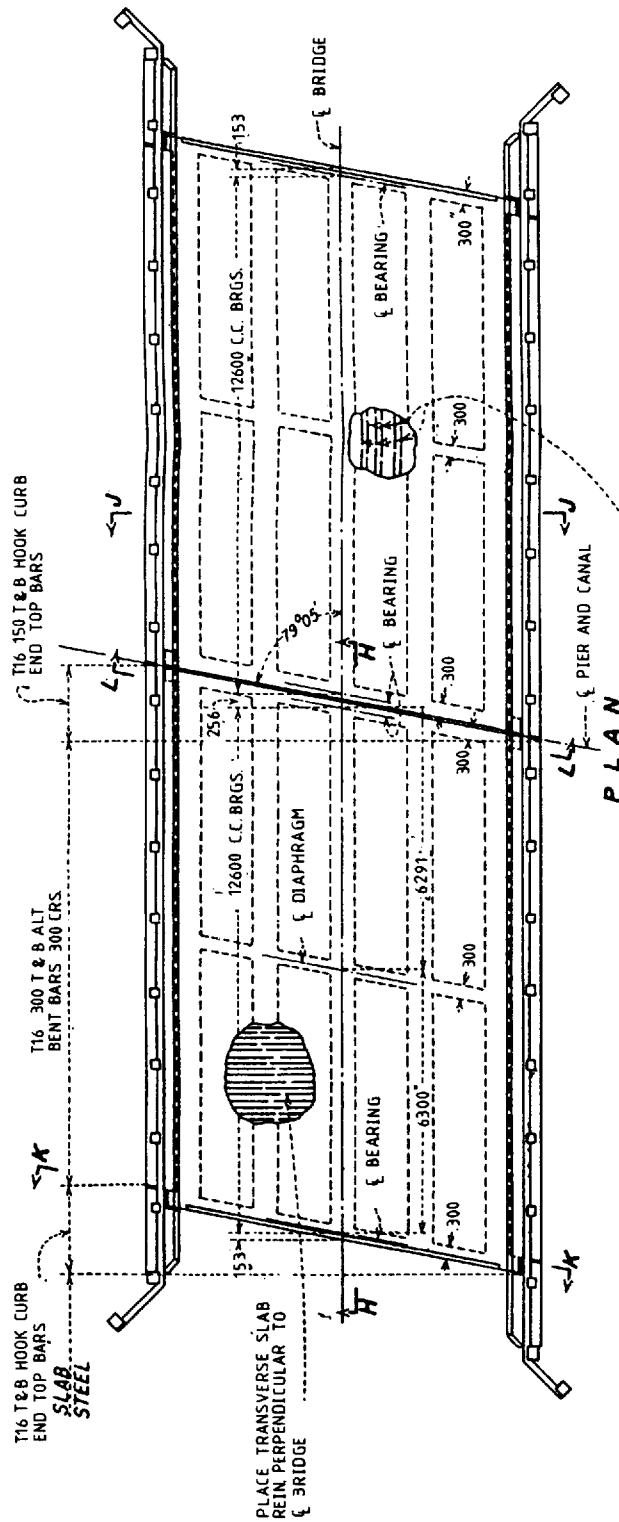 T16 T&B HOOK CURB
END TOP BARS
SLAB
STEEL
T16 300 T & B ALT
BENT BARS 300 CRS.
T16 150 T&B HOOK CURB
END TOP BARS
K
L
J
153
12600 C.C. BRGS.
256
12600 C.C. BRGS.
153
℄ BRIDGE
℄ DIAPHRAGM
79°05'
H
H
℄ BEARING
℄ BEARING
℄ BEARING
6300
6291
300
300
300
300
300
300
PLACE TRANSVERSE SLAB
REIN. PERPENDICULAR TO
℄ 3RIDGE
K
L
J
℄ PIER AND CANAL
PLAN